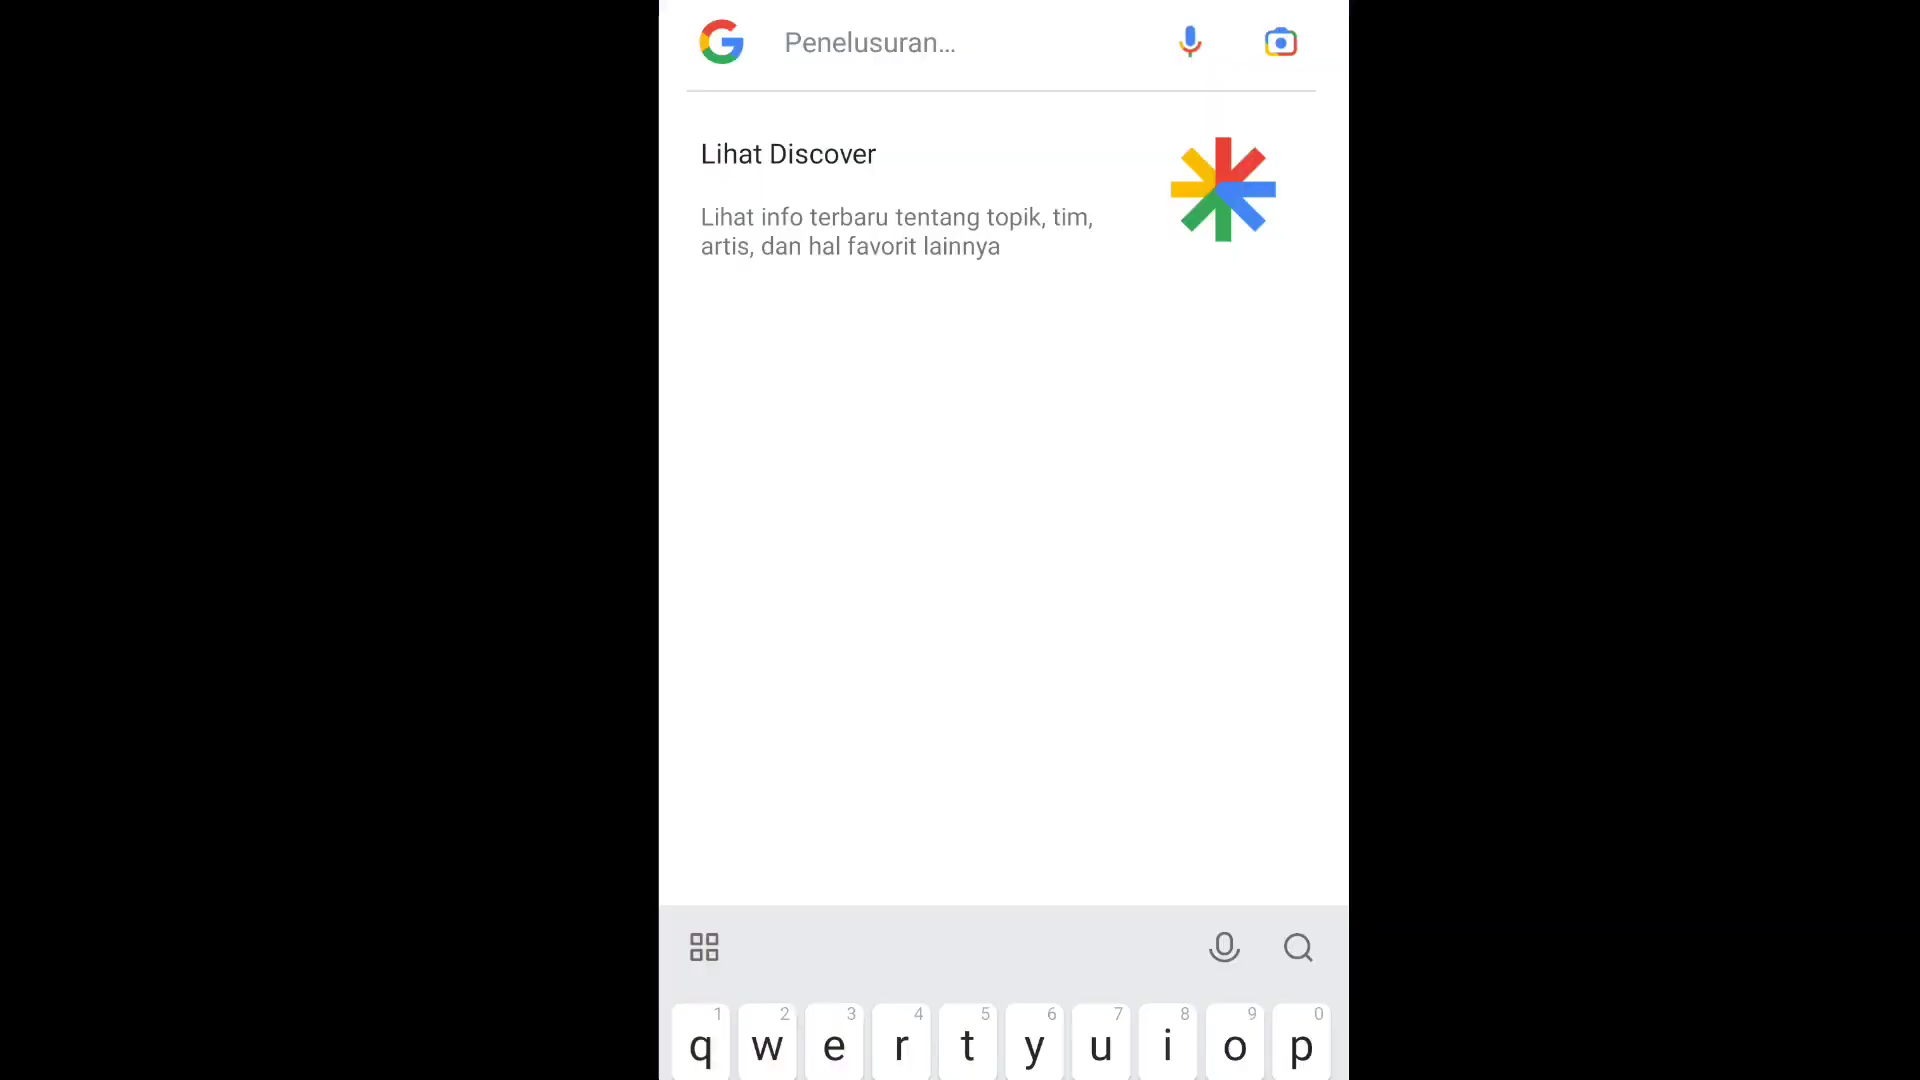 Penelusuran...
Lihat Discover
Lihat info terbaru tentang topik, tim,
artis, dan hal favorit lainnya
1 2 3 4 5 6 7 8 9 0
q w e r t y u i o p